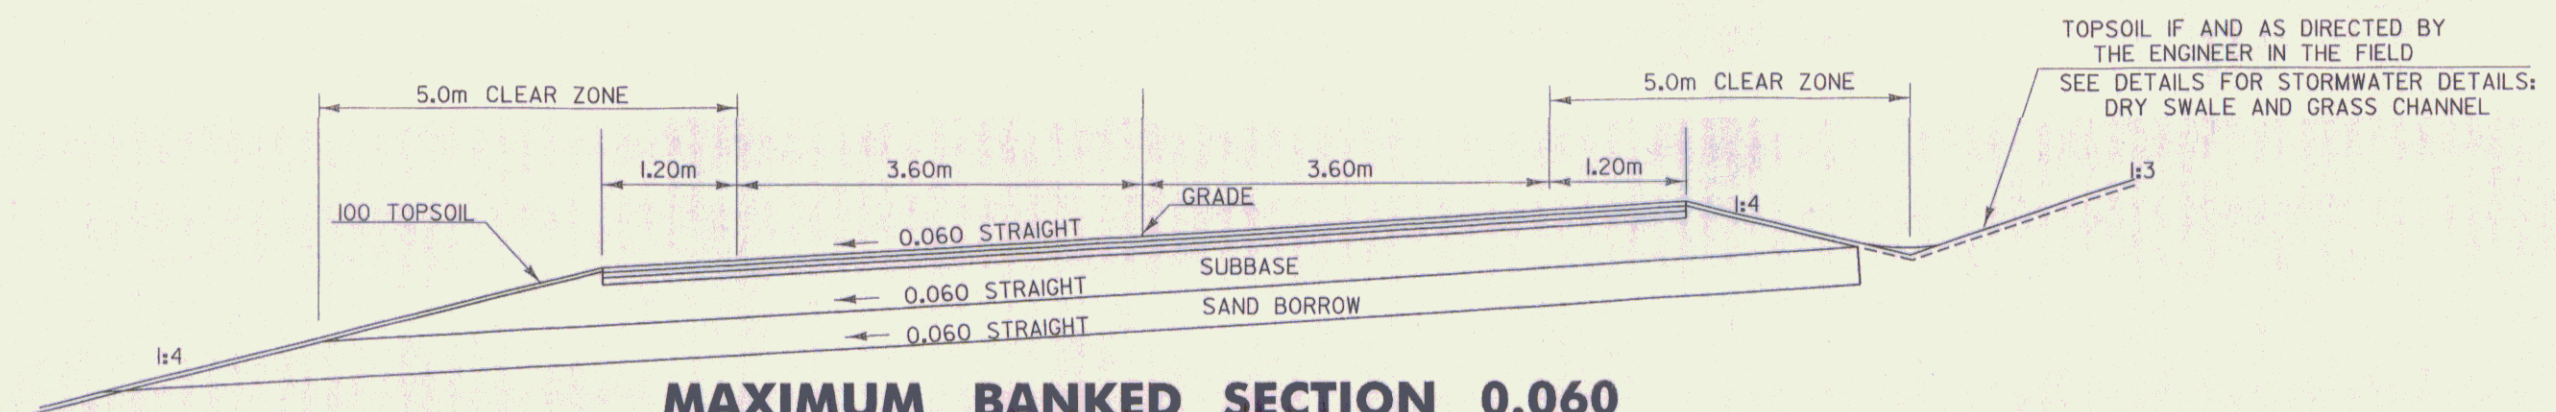 TOPSOIL IF AND AS DIRECTED BY
THE ENGINEER IN THE FIELD
SEE DETAILS FOR STORMWATER DETAILS:
DRY SWALE AND GRASS CHANNEL
5.0m CLEAR ZONE
5.0m CLEAR ZONE
1.20m
3.60m
3.60m
1.20m
1:3
GRADE
1:4
100 TOPSOIL
0.060 STRAIGHT
SUBBASE
0.060 STRAIGHT
SAND BORROW
0.060 STRAIGHT
1:4
MAXIMUM BANKED SECTION 0.060